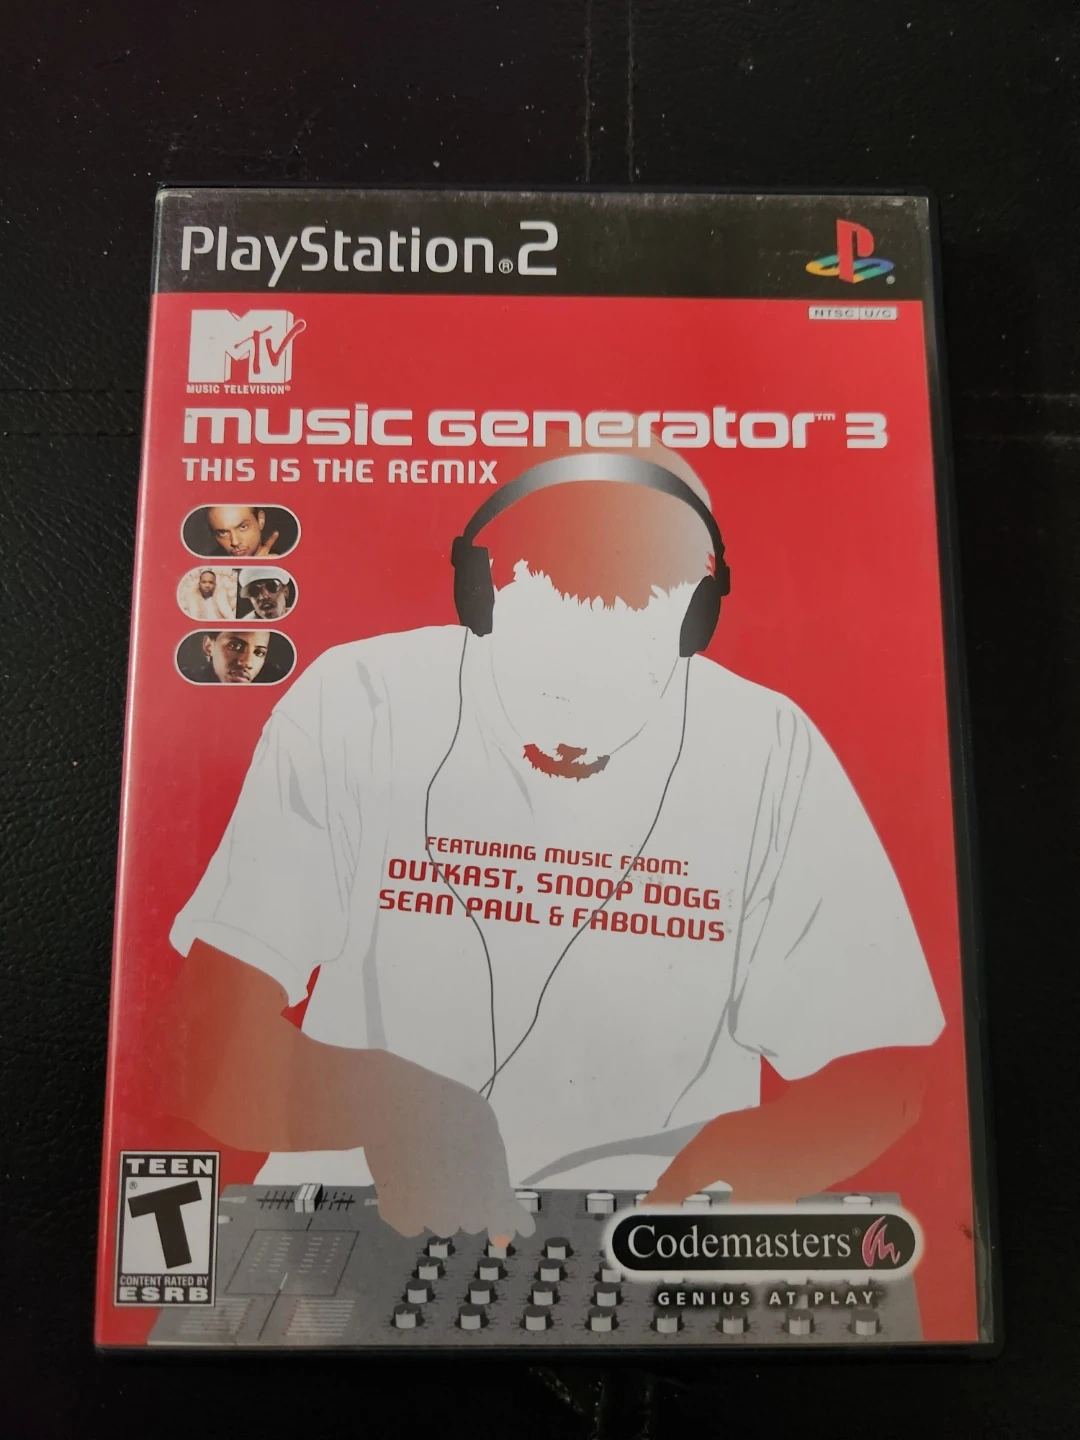 PlayStation®2
NTSC U/C
MTV
MUSIC TELEVISION®
music Generator™ 3
THIS IS THE REMIX
FEATURING MUSIC FROM:
OUTKAST, SNOOP DOGG
SEAN PAUL & FABOLOUS
TEEN
®
T
CONTENT RATED BY
ESRB
Codemasters®
GENIUS AT PLAY